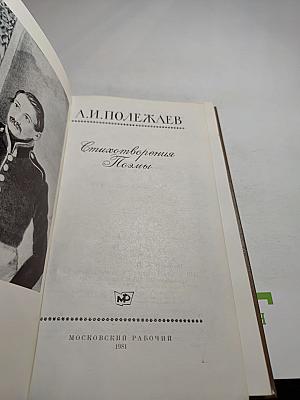 А.И.ПОЛЕЖАЕВ
Стихотворения
Поэмы
МР
МОСКОВСКИЙ РАБОЧИЙ
1981